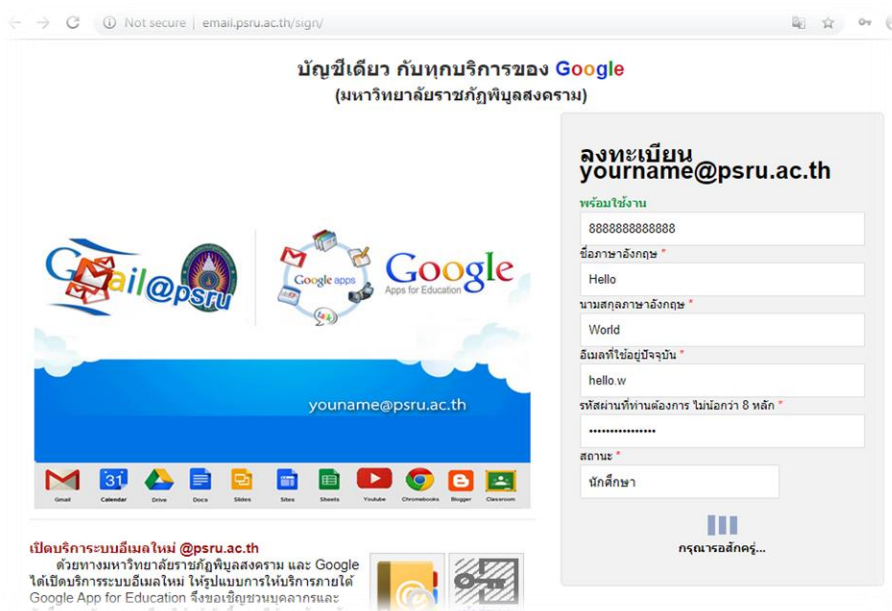 Not secure | email.psru.ac.th/sign/
บัญชีเดียว กับทุกบริการของ Google
(มหาวิทยาลัยราชภัฏพิบูลสงคราม)
Gmail@psru
Google apps
Google
Apps for Education
youname@psru.ac.th
Gmail
31
Calendar
Drive
Docs
Slides
Sites
Sheets
Youtube
Chromebooks
Blogger
Classroom
ลงทะเบียน
yourname@psru.ac.th
พร้อมใช้งาน
8888888888888
ชื่อภาษาอังกฤษ *
Hello
นามสกุลภาษาอังกฤษ *
World
อีเมลที่ใช้อยู่ปัจจุบัน *
hello.w
รหัสผ่านที่ท่านต้องการ ไม่น้อกว่า 8 หลัก *
••••••••••••••••
สถานะ *
นักศึกษา
กรุณารอสักครู่...
เปิดบริการระบบอีเมลใหม่ @psru.ac.th
ด้วยทางมหาวิทยาลัยราชภัฏพิบูลสงคราม และ Google
ได้เปิดบริการระบบอีเมลใหม่ ให้รูปแบบการให้บริการภายใต้
Google App for Education จึงขอเชิญชวนบุคลากรและ